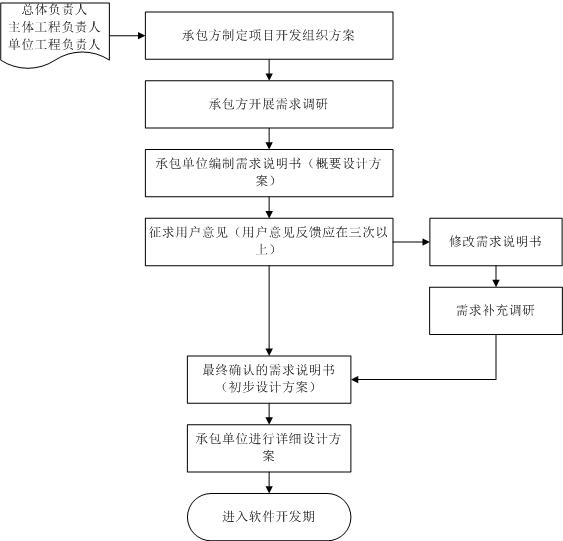 总体负责人
主体工程负责人
单位工程负责人
承包方制定项目开发组织方案
承包方开展需求调研
承包单位编制需求说明书（概要设计方
案）
征求用户意见（用户意见反馈应在三次以
上）
修改需求说明书
需求补充调研
最终确认的需求说明书
（初步设计方案）
承包单位进行详细设计方
案
进入软件开发期